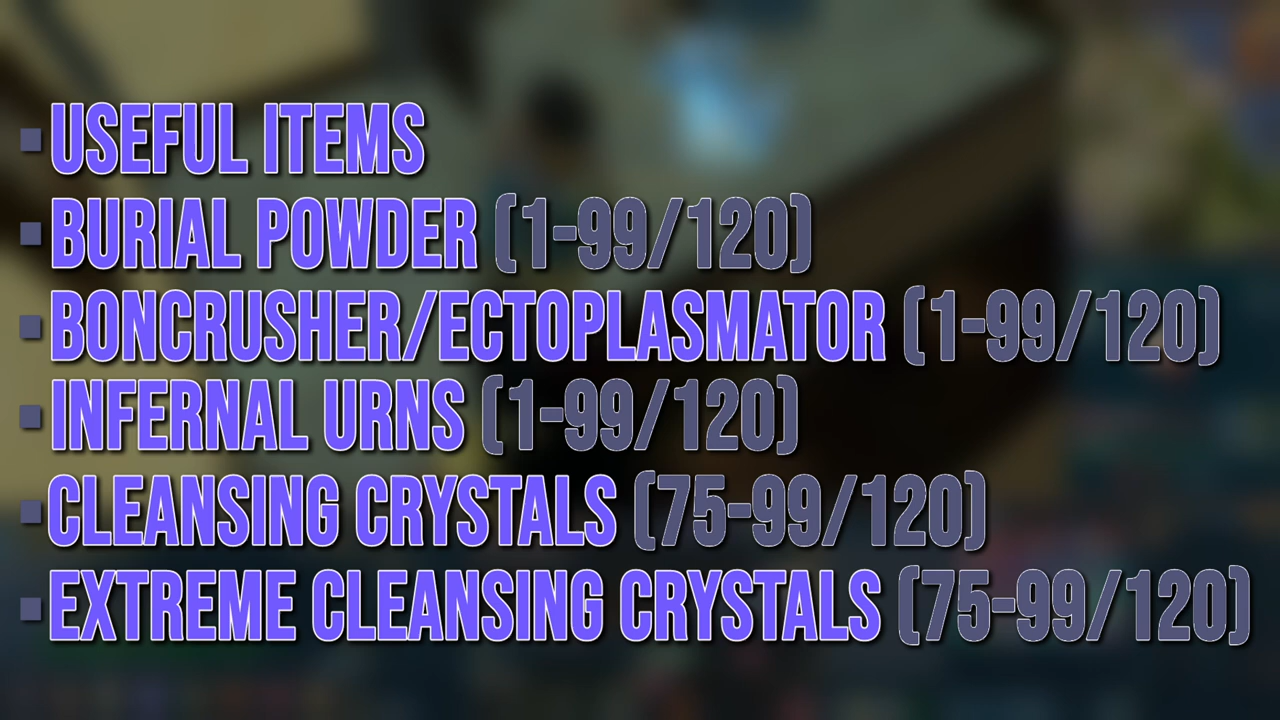 USEFUL ITEMS
BURIAL POWDER (1-99/120)
BONCRUSHER/ECTOPLASMATOR (1-99/120)
INFERNAL URNS (1-99/120)
CLEANSING CRYSTALS (75-99/120)
EXTREME CLEANSING CRYSTALS (75-99/120)